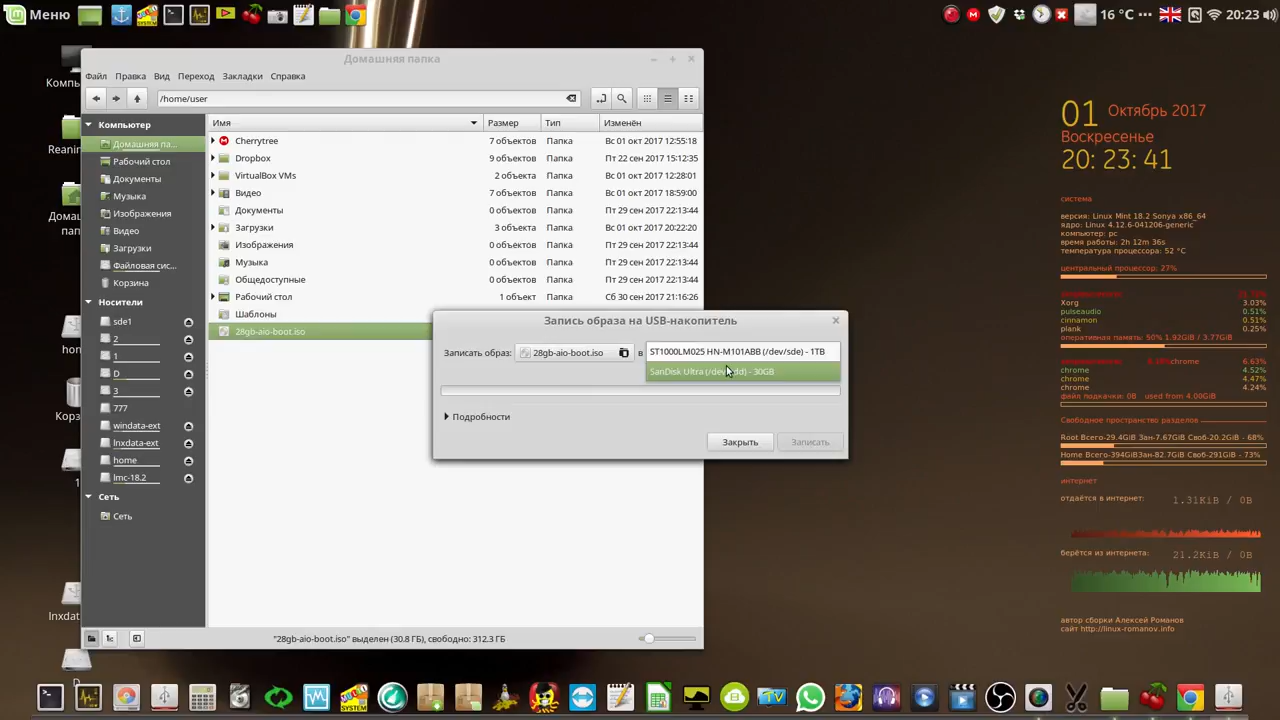 Меню
16 °C
20:23
Домашняя папка
Файл Правка Вид Переход Закладки Справка
/home/user
Компьютер
Домашняя па...
Рабочий стол
Документы
Музыка
Изображения
Видео
Загрузки
Файловая сис...
Корзина
Носители
sde1
2
1
D
3
777
windata-ext
lnxdata-ext
home
lmc-18.2
Сеть
Сеть
Имя Размер Тип Изменён
Cherrytree 7 объектов Папка Вс 01 окт 2017 12:55:18
Dropbox 9 объектов Папка Пт 22 сен 2017 15:12:35
VirtualBox VMs 2 объекта Папка Вс 01 окт 2017 12:28:01
Видео 7 объектов Папка Вс 01 окт 2017 18:59:00
Документы 0 объектов Папка Пт 29 сен 2017 22:13:44
Загрузки 3 объекта Папка Вс 01 окт 2017 20:22:20
Изображения 0 объектов Папка Пт 29 сен 2017 22:13:44
Музыка 0 объектов Папка Пт 29 сен 2017 22:13:44
Общедоступные 0 объектов Папка Пт 29 сен 2017 22:13:44
Рабочий стол 1 объект Папка Сб 30 сен 2017 21:16:26
Шаблоны
28gb-aio-boot.iso
"28gb-aio-boot.iso" выделен (30.8 ГБ), свободно: 312,3 ГБ
Запись образа на USB-накопитель
Записать образ: 28gb-aio-boot.iso в
ST1000LM025 HN-M101ABB (/dev/sde) - 1TB
SanDisk Ultra - 30GB
Подробности
Закрыть Записать
01 Октябрь 2017
Воскресенье
20: 23: 41
система
версия: Linux Mint 18.2 Sonya x86_64
ядро: Linux 4.12.6-041206-generic
компьютер: pc
время работы: 2h 12m 36s
температура процессора: 52 °C
центральный процессор: 27%
Xorg 3.03%
pulseaudio 0.51%
cinnamon 0.51%
plank 0.25%
оперативная память: 1.92GiB / 3.77GiB
chrome 6.63%
chrome 4.52%
chrome 4.47%
chrome 4.24%
файл подкачки: 0% used from 4.00GiB
Свободное пространство разделов
Root Всего-29.4GiB Зан-7.67GiB Своб-20.2GiB - 68%
Home Всего-394GiBЗан-82.7GiB Своб-291GiB - 73%
интернет
отдаётся в интернет: 1.31KiB / 0B
берётся из интернета: 21.2KiB / 0B
автор сборки Алексей Романов
сайт http://linux-romanov.info